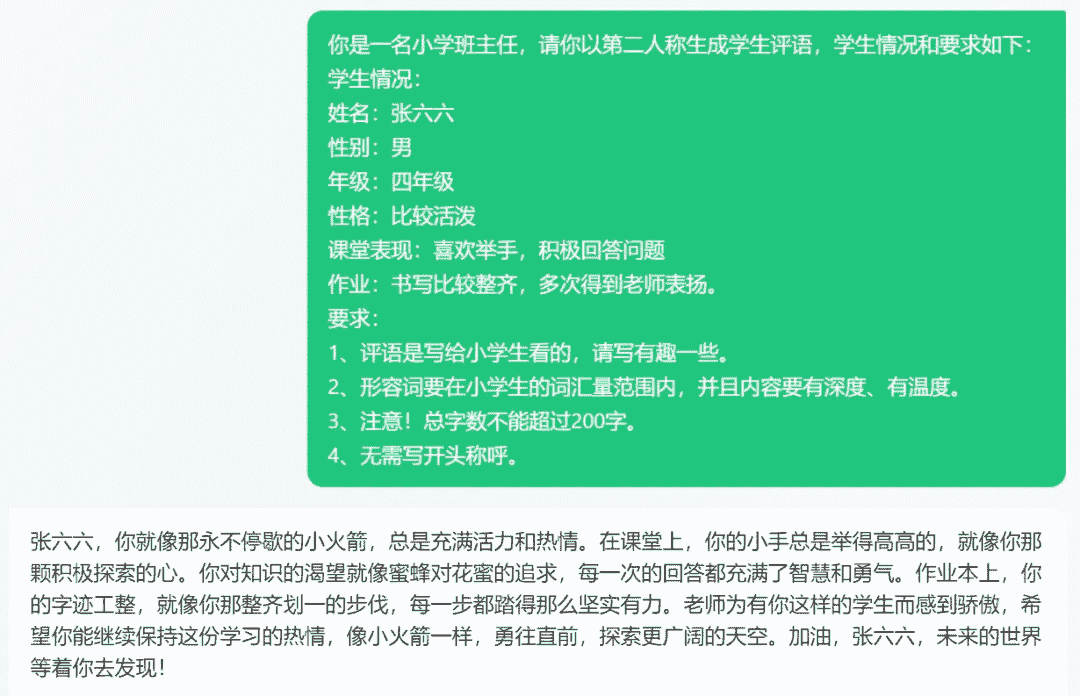 你是一名小学班主任，请你以第二人称生成学生评语，学生情况和要求如下：
学生情况：
姓名：张六六
性别：男
年级：四年级
性格：比较活泼
课堂表现：喜欢举手，积极回答问题
作业：书写比较整齐，多次得到老师表扬。
要求：
1、评语是写给小学生看的，请写有趣一些。
2、形容词要在小学生的词汇量范围内，并且内容要有深度、有温度。
3、注意！总字数不能超过200字。
4、无需写开头称呼。
张六六，你就像那永不停歇的小火箭，总是充满活力和热情。在课堂上，你的小手总是举得高高的，就像你那
颗积极探索的心。你对知识的渴望就像蜜蜂对花蜜的追求，每一次的回答都充满了智慧和勇气。作业本上，你
的字迹工整，就像你那整齐划一的步伐，每一步都踏得那么坚实有力。老师为有你这样的学生而感到骄傲，希
望你能继续保持这份学习的热情，像小火箭一样，勇往直前，探索更广阔的天空。加油，张六六，未来的世界
等着你去发现！